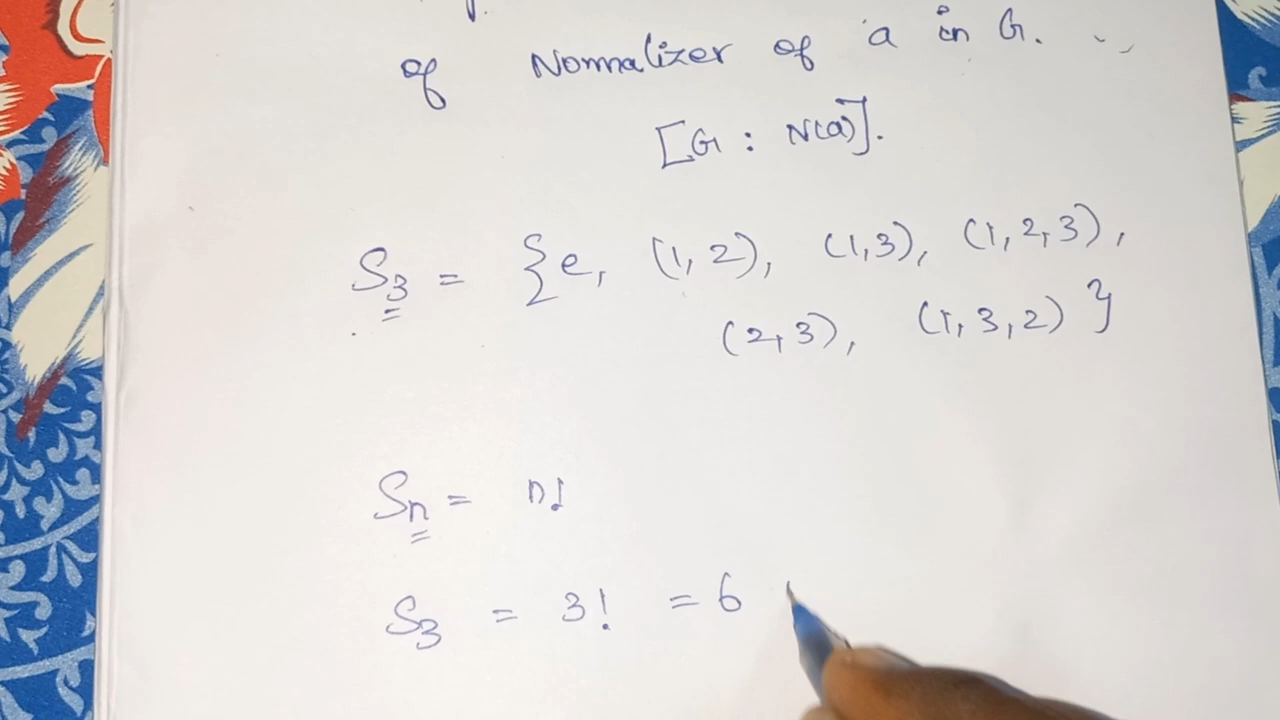 of Normalizer of a in G.
[G : N(a)].
S₃ = {e, (1, 2), (1,3), (1,2,3),
(2,3), (1,3,2) }
Sₙ = n!
S₃ = 3! = 6